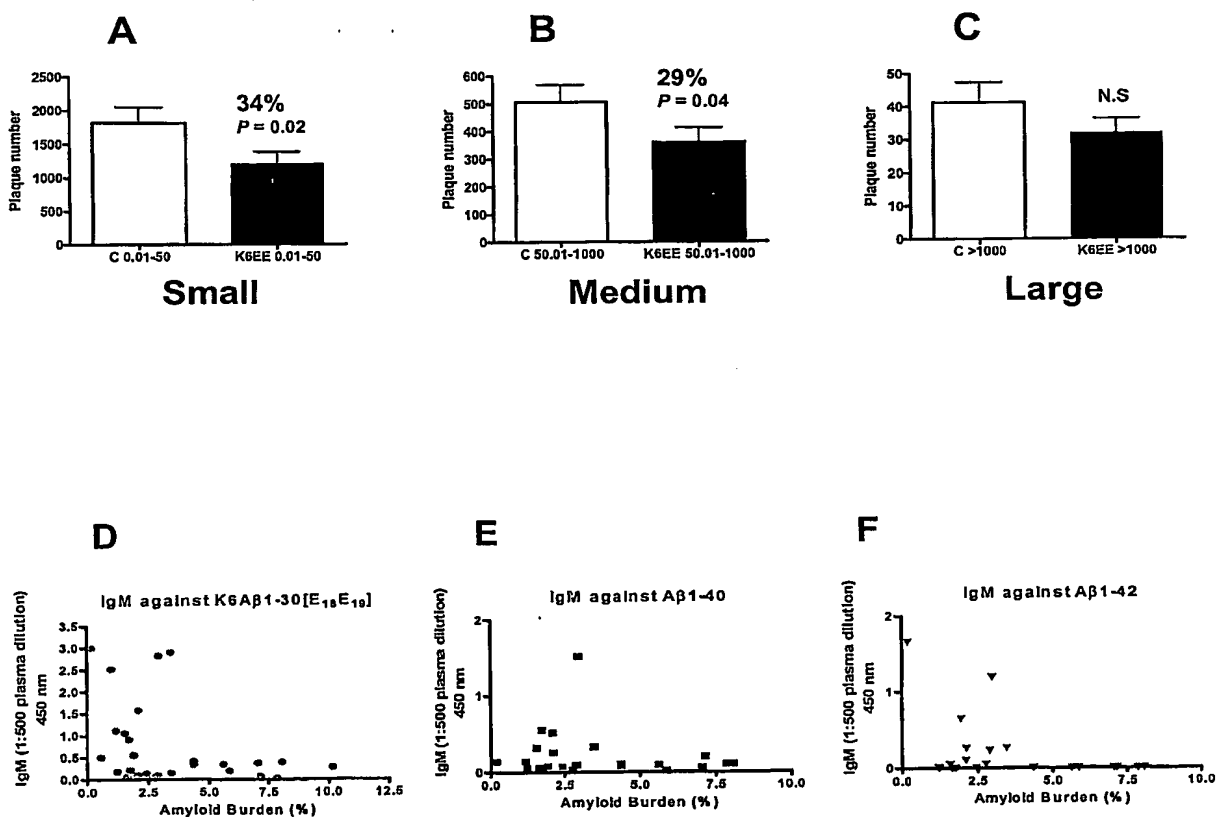 A
B
C
2500
2000
1500
1000
500
0
Plaque number
34%
P = 0.02
C 0.01-50
K6EE 0.01-50
Small
600
500
400
300
200
100
0
Plaque number
29%
P = 0.04
C 50.01-1000
K6EE 50.01-1000
Medium
50
40
30
20
10
0
Plaque number
N.S
C >1000
K6EE >1000
Large
D
E
F
IgM against K6Aβ1-30[E₁₈E₁₉]
IgM (1:500 plasma dilution)
450 nm
3.5
3.0
2.5
2.0
1.5
1.0
0.5
0.0
0.0
2.5
5.0
7.5
10.0
12.5
Amyloid Burden (%)
IgM against Aβ1-40
IgM (1:500 plasma dilution)
450 nm
2
1
0
0.0
2.5
5.0
7.5
10.0
Amyloid Burden (%)
IgM against Aβ1-42
IgM (1:500 plasma dilution)
450 nm
2
1
0
0.0
2.5
5.0
7.5
10.0
Amyloid Burden (%)